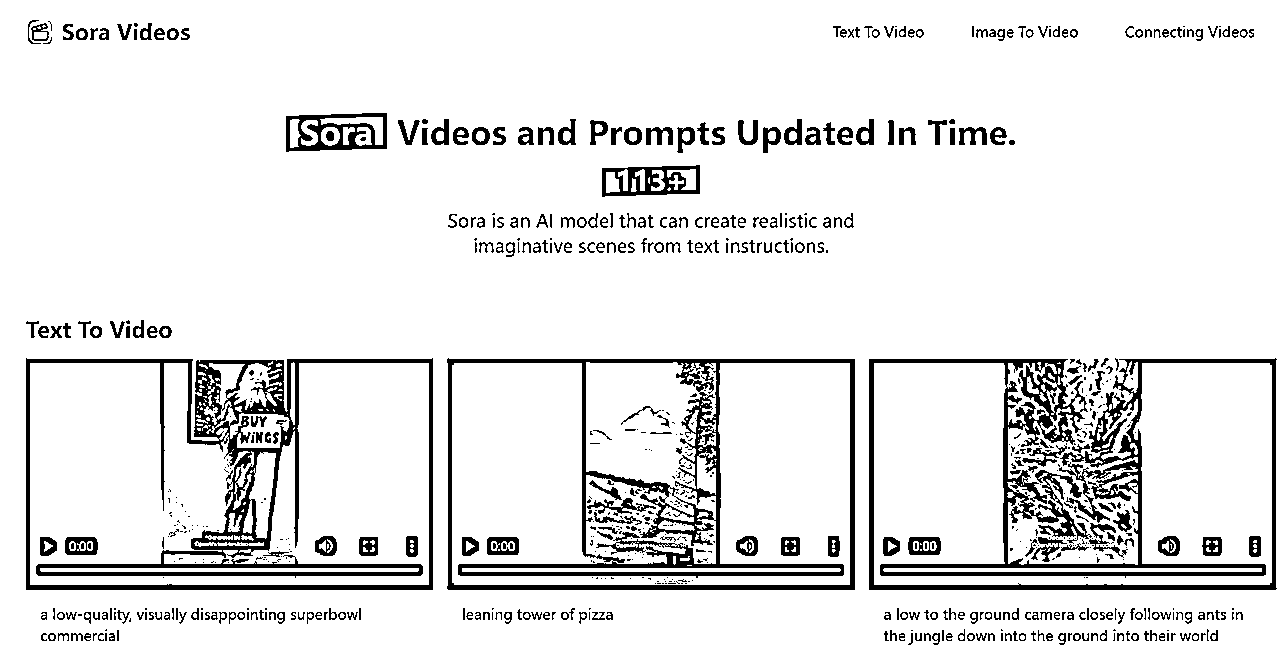 Sora Videos
Text To Video
Image To Video
Connecting Videos
Sora Videos and Prompts Updated In Time.
113+
Sora is an AI model that can create realistic and
imaginative scenes from text instructions.
Text To Video
BUY
WINGS
0:00
0:00
0:00
a low-quality, visually disappointing superbowl
commercial
leaning tower of pizza
a low to the ground camera closely following ants in
the jungle down into the ground into their world